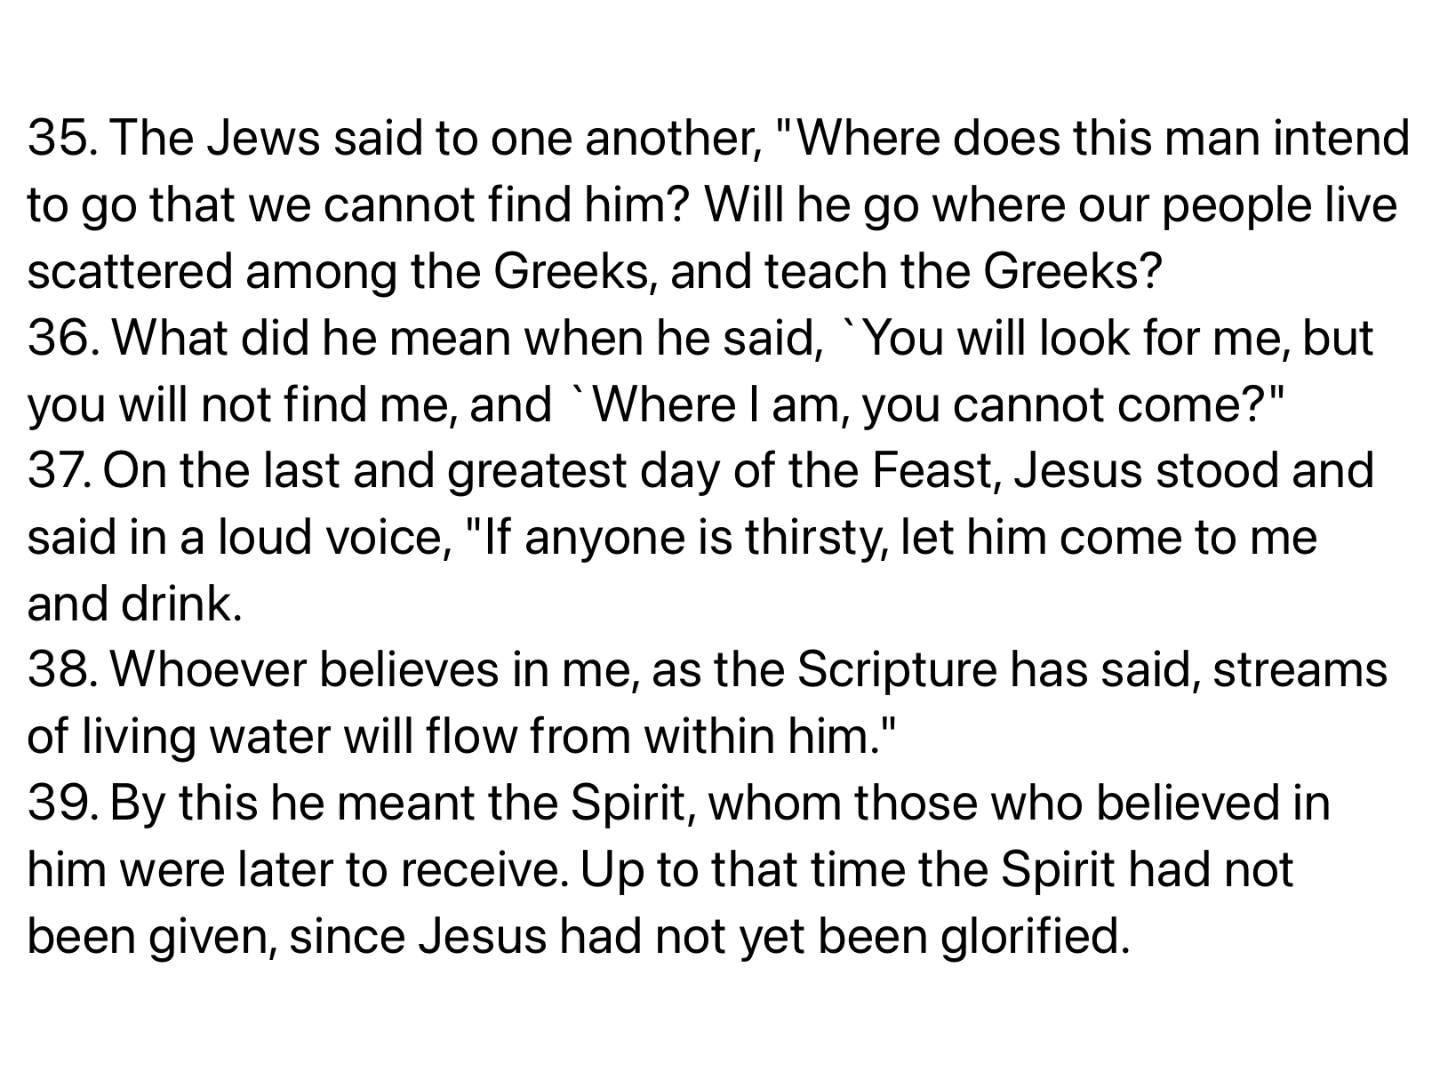 35. The Jews said to one another, "Where does this man intend
to go that we cannot find him? Will he go where our people live
scattered among the Greeks, and teach the Greeks?
36. What did he mean when he said, `You will look for me, but
you will not find me, and `Where I am, you cannot come?"
37. On the last and greatest day of the Feast, Jesus stood and
said in a loud voice, "If anyone is thirsty, let him come to me
and drink.
38. Whoever believes in me, as the Scripture has said, streams
of living water will flow from within him."
39. By this he meant the Spirit, whom those who believed in
him were later to receive. Up to that time the Spirit had not
been given, since Jesus had not yet been glorified.